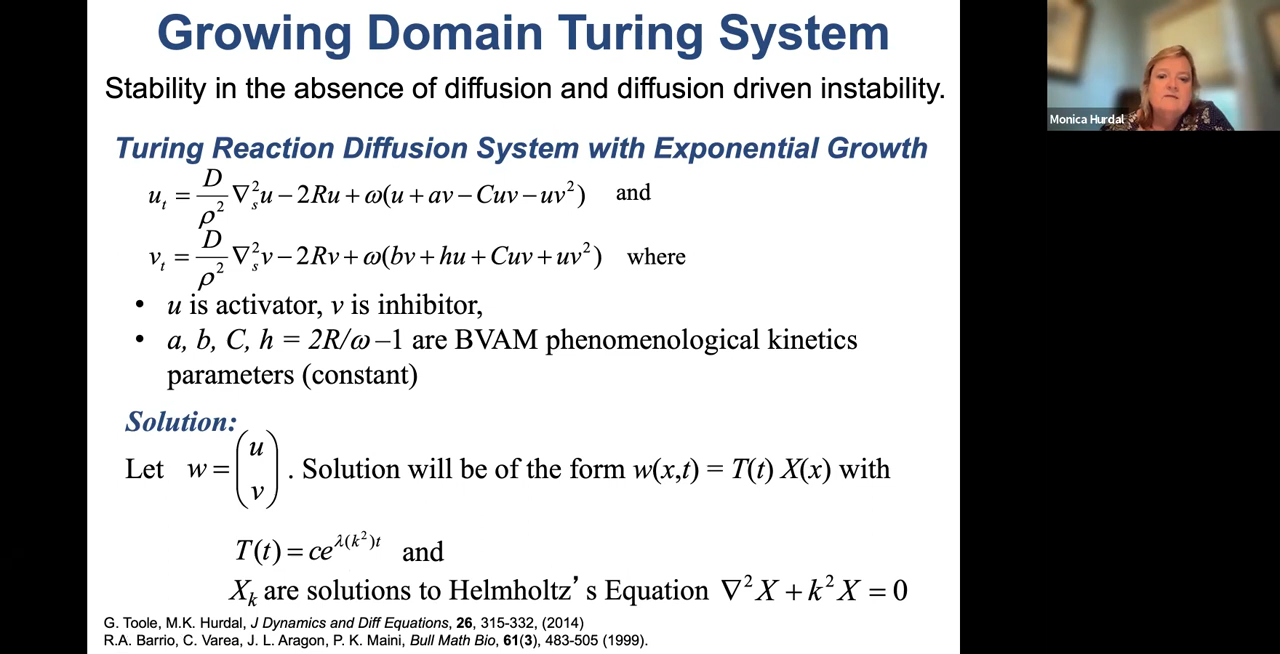 Growing Domain Turing System
Stability in the absence of diffusion and diffusion driven instability.
Turing Reaction Diffusion System with Exponential Growth
u_t = D/ρ² ∇²_s u − 2Ru + ω(u + av − Cuv − uv²) and
v_t = D/ρ² ∇²_s v − 2Rv + ω(bv + hu + Cuv + uv²) where
• u is activator, v is inhibitor,
• a, b, C, h = 2R/ω −1 are BVAM phenomenological kinetics
parameters (constant)
Solution:
Let w = (u v) . Solution will be of the form w(x,t) = T(t) X(x) with
T(t) = ce^{λ(k²)t} and
X_k are solutions to Helmholtz's Equation ∇²X + k²X = 0
G. Toole, M.K. Hurdal, J Dynamics and Diff Equations, 26, 315-332, (2014)
R.A. Barrio, C. Varea, J. L. Aragon, P. K. Maini, Bull Math Bio, 61(3), 483-505 (1999).
Monica Hurdal